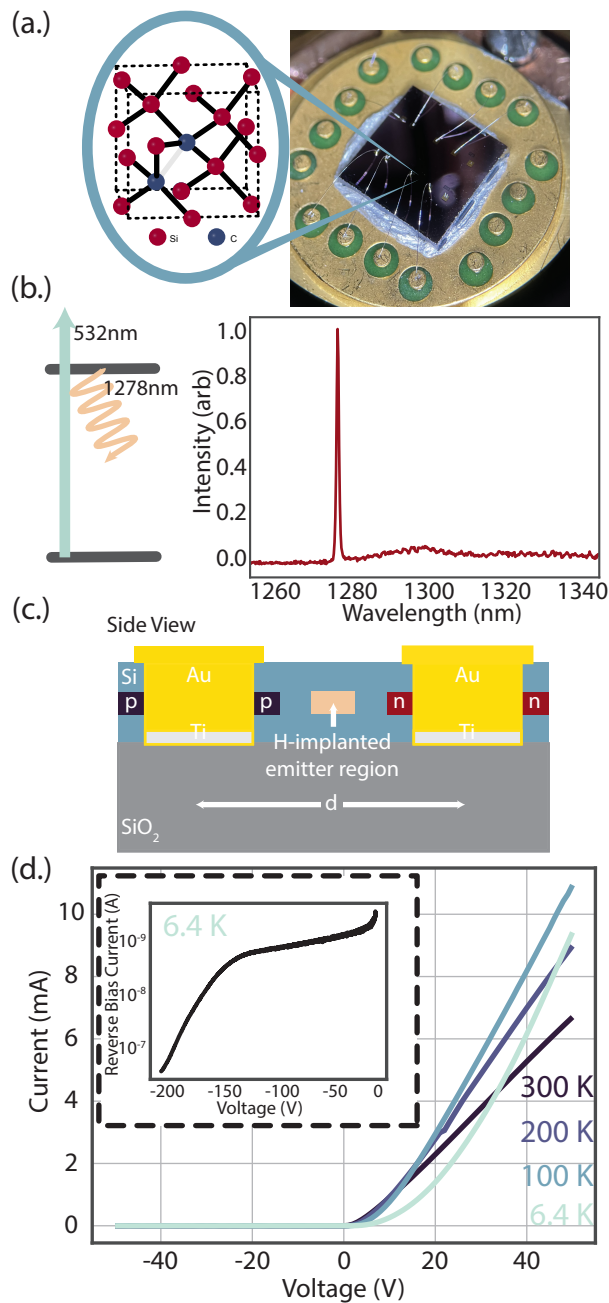 (a.)
Si
C
(b.)
532nm
1278nm
Intensity (arb)
1.0
0.8
0.6
0.4
0.2
0.0
1260 1280 1300 1320 1340
Wavelength (nm)
(c.)
Side View
Si
Au
Au
p
p
n
n
Ti
Ti
H-implanted
emitter region
d
SiO2
(d.)
Current (mA)
10
8
6
4
2
0
-40 -20 0 20 40
Voltage (V)
Reverse Bias Current (A)
6.4 K
10-9
10-8
10-7
-200 -150 -100 -50 0
Voltage (V)
300 K
200 K
100 K
6.4 K